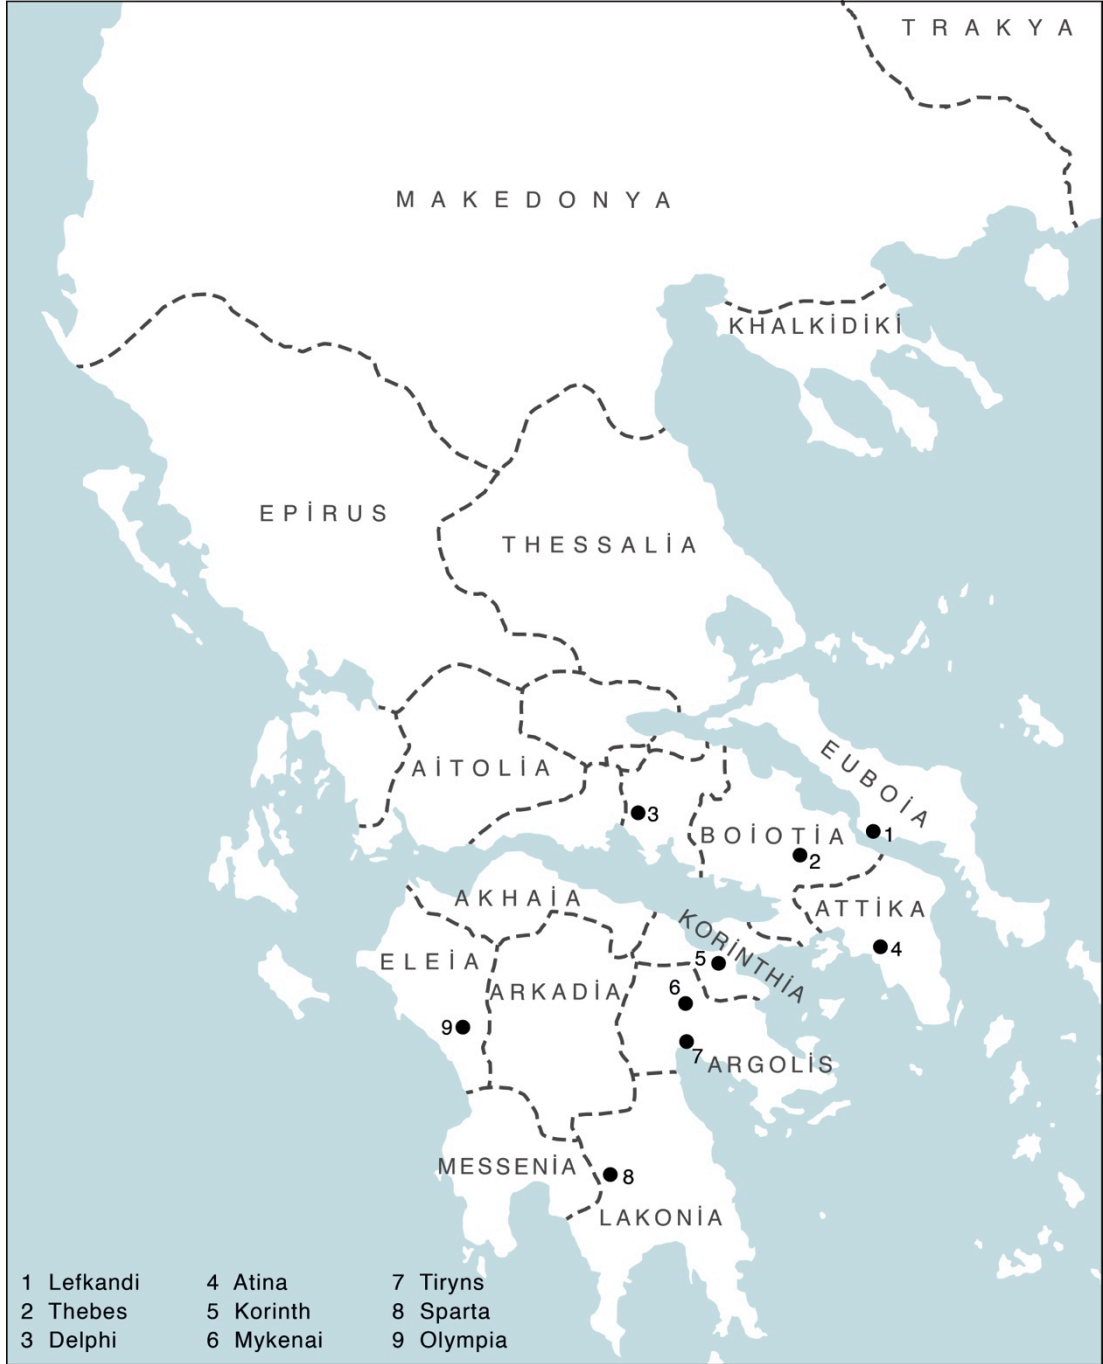 TRAKYA
MAKEDONYA
KHALKİDİKİ
EPİRUS
THESSALİA
AİTOLİA
EUBOİA
3
BOİOTİA
1
2
AKHAİA
ATTİKA
KORİNTHİA
4
ELEİA
5
ARKADİA
6
9
7
ARGOLİS
MESSENİA
8
LAKONİA
1 Lefkandi
2 Thebes
3 Delphi
4 Atina
5 Korinth
6 Mykenai
7 Tiryns
8 Sparta
9 Olympia